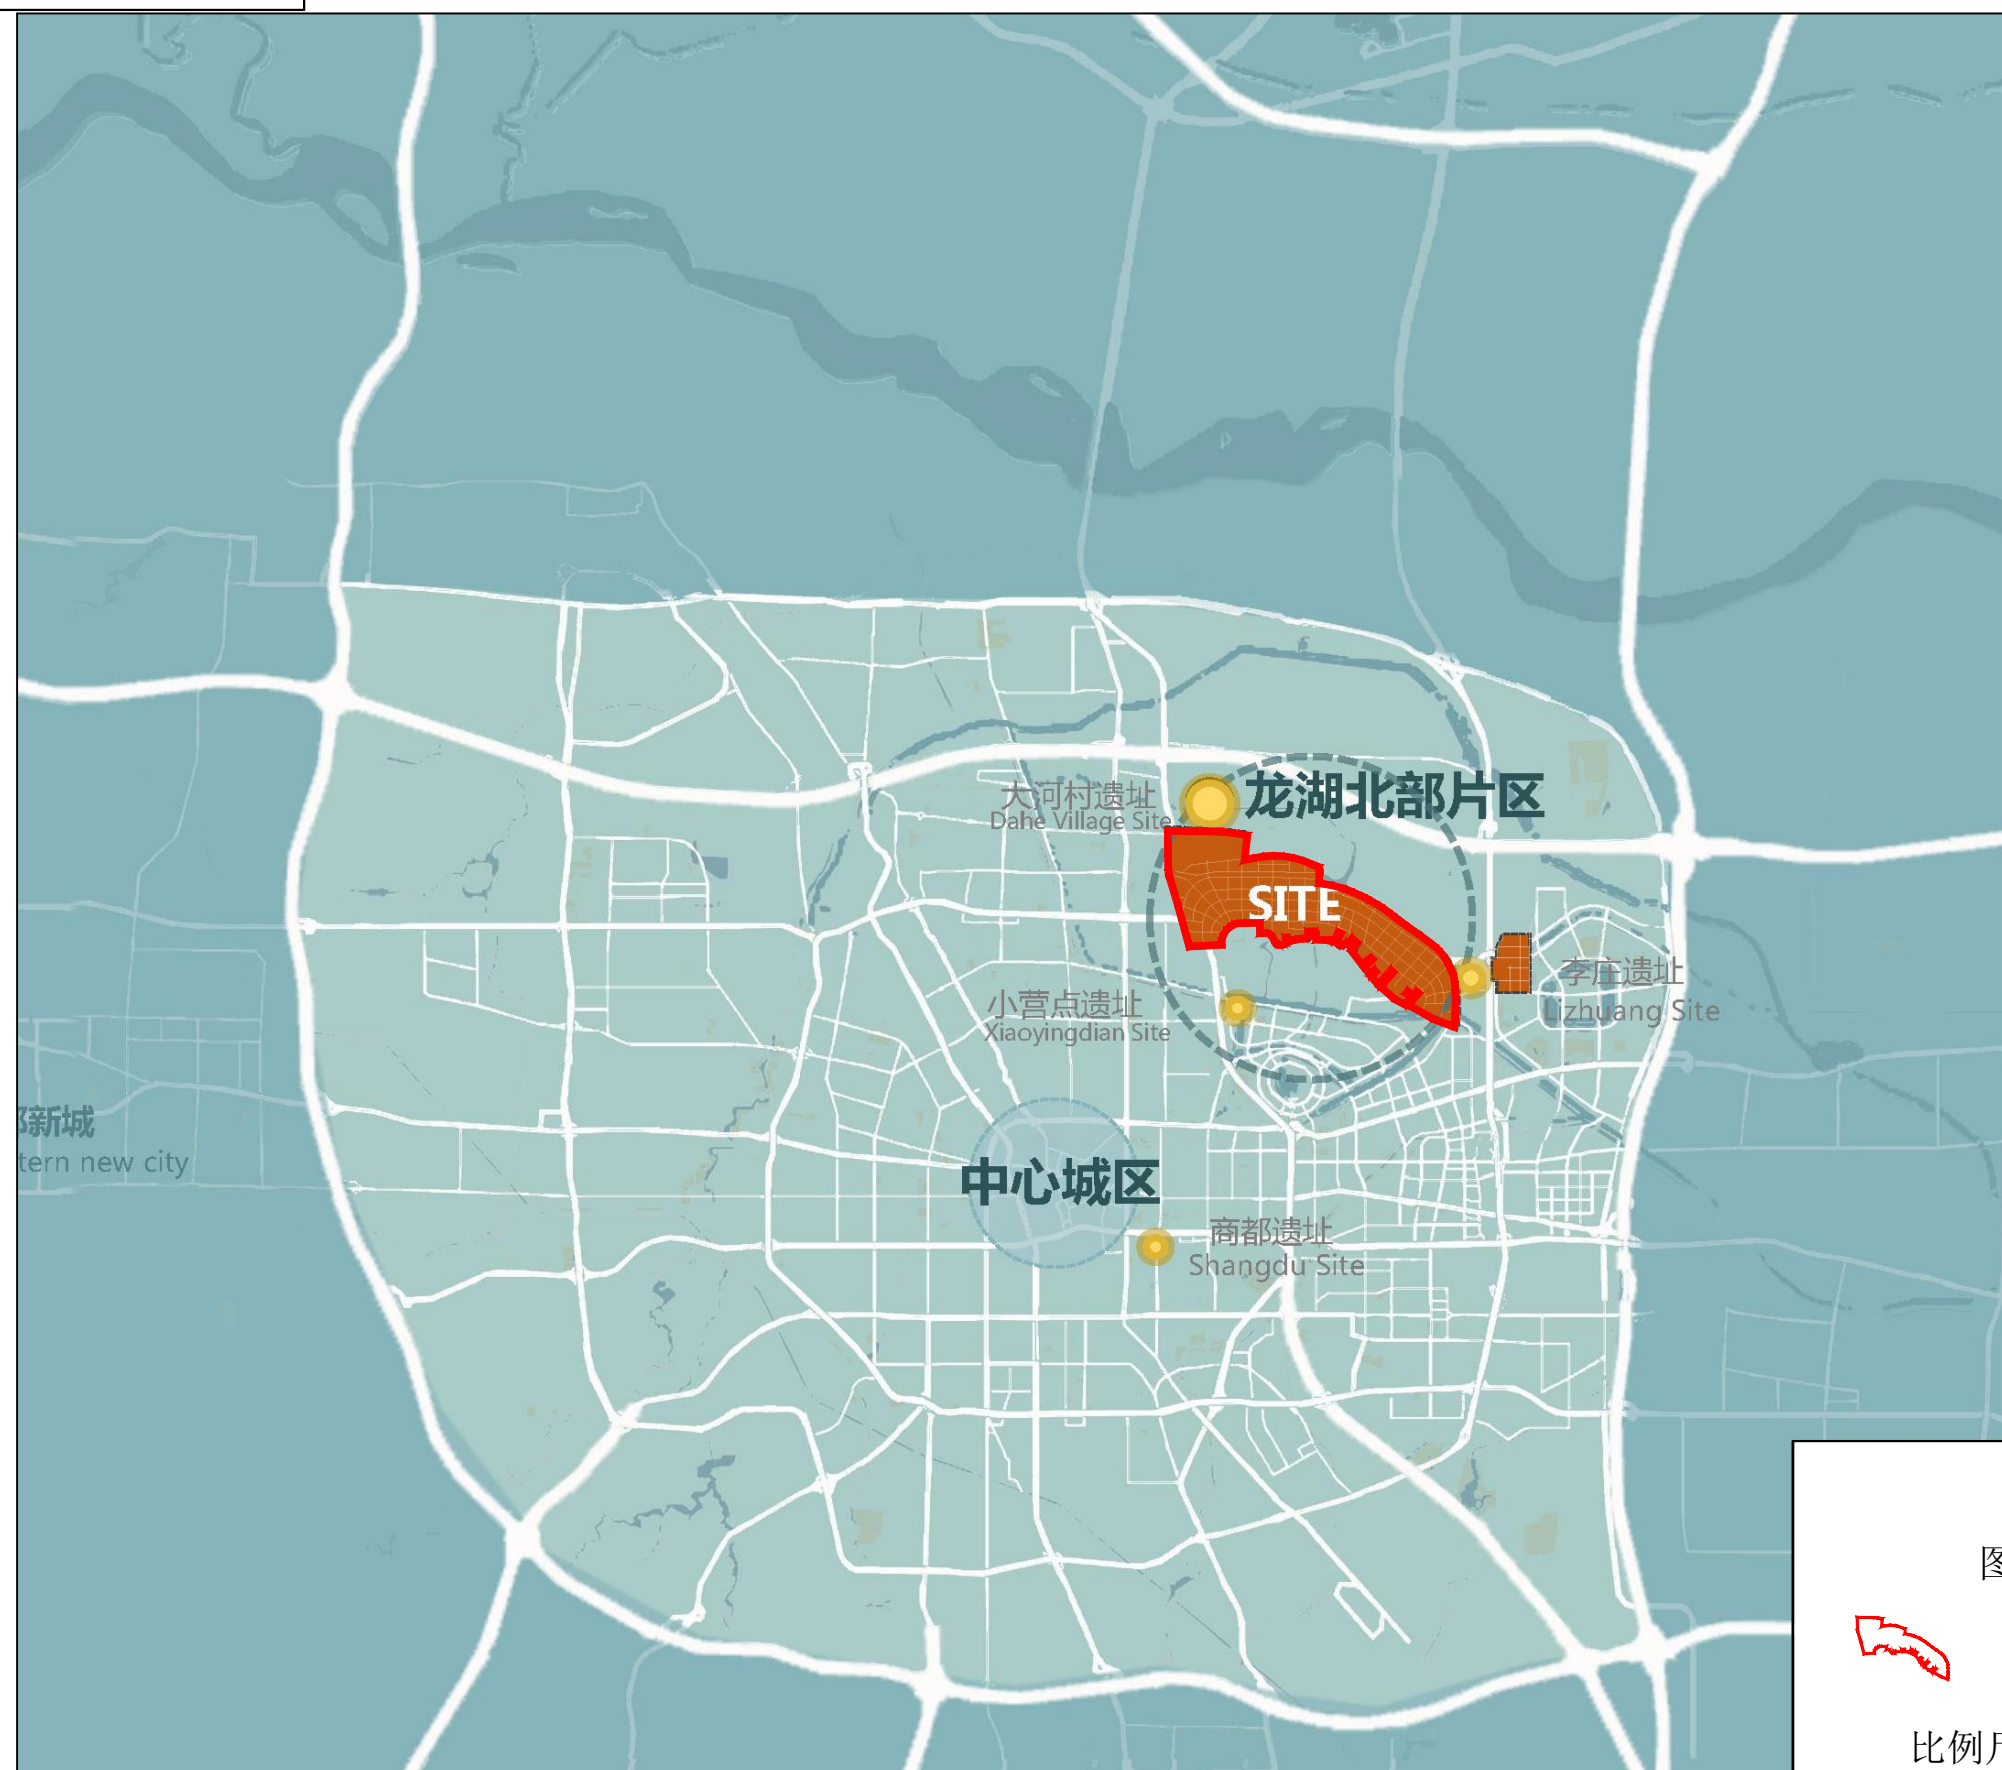 龙湖北部片区
大河村遗址
Dahe Village Site
SITE
李庄遗址
Lizhuang Site
小营点遗址
Xiaoyingdian Site
新城
tern new city
中心城区
商都遗址
Shangdu Site
图
比例尺